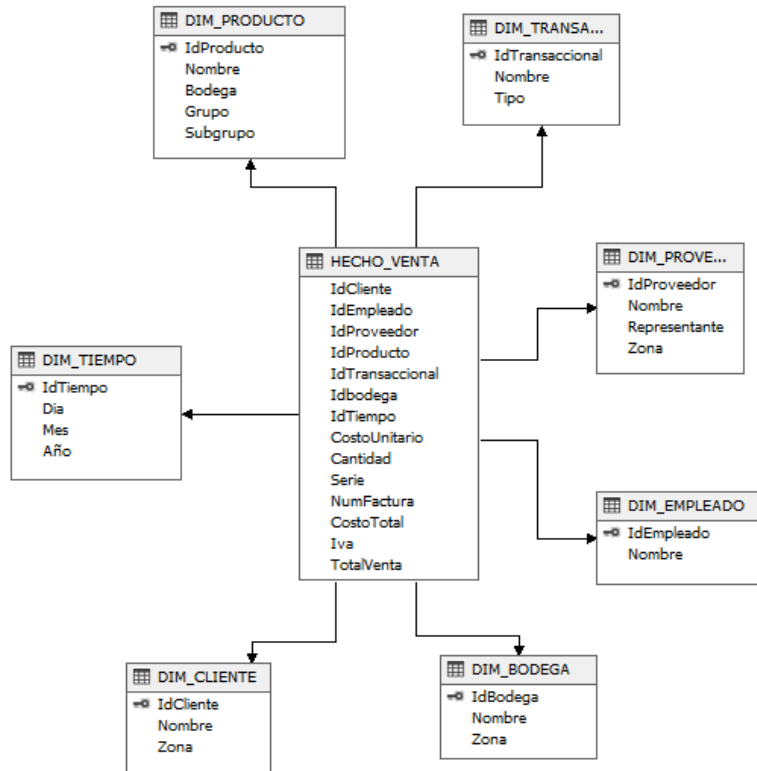 DIM_PRODUCTO
IdProducto
Nombre
Bodega
Grupo
Subgrupo
DIM_TRANSA...
IdTransaccional
Nombre
Tipo
HECHO_VENTA
IdCliente
IdEmpleado
IdProveedor
IdProducto
IdTransaccional
Idbodega
IdTiempo
CostoUnitario
Cantidad
Serie
NumFactura
CostoTotal
Iva
TotalVenta
DIM_PROVE...
IdProveedor
Nombre
Representante
Zona
DIM_TIEMPO
IdTiempo
Dia
Mes
Año
DIM_EMPLEADO
IdEmpleado
Nombre
DIM_CLIENTE
IdCliente
Nombre
Zona
DIM_BODEGA
IdBodega
Nombre
Zona